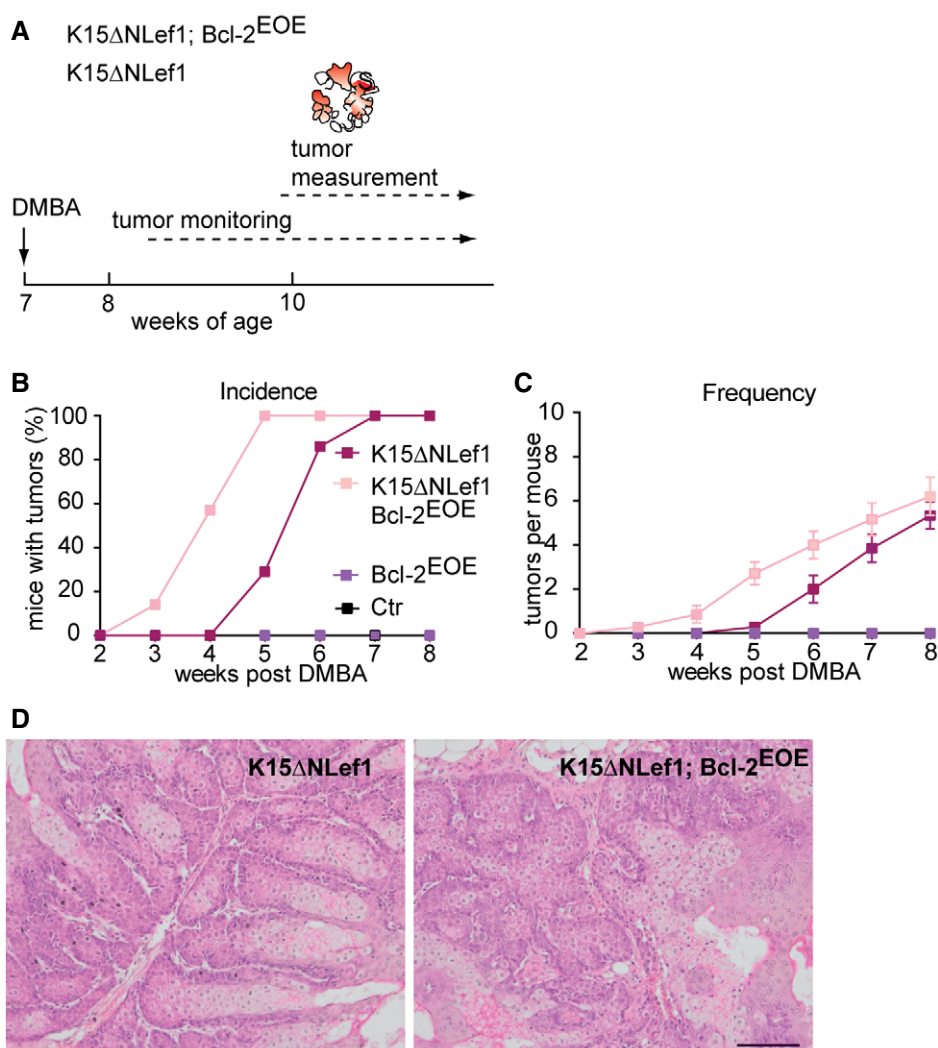 A
K15ΔNLef1; Bcl-2EOE
K15ΔNLef1
tumor
measurement
DMBA
tumor monitoring
7 8 10
weeks of age
B
Incidence
mice with tumors (%)
100
80
60
40
20
0
2 3 4 5 6 7 8
weeks post DMBA
K15ΔNLef1
K15ΔNLef1
Bcl-2EOE
Bcl-2EOE
Ctr
C
Frequency
tumors per mouse
10
8
6
4
2
0
2 3 4 5 6 7 8
weeks post DMBA
D
K15ΔNLef1
K15ΔNLef1; Bcl-2EOE